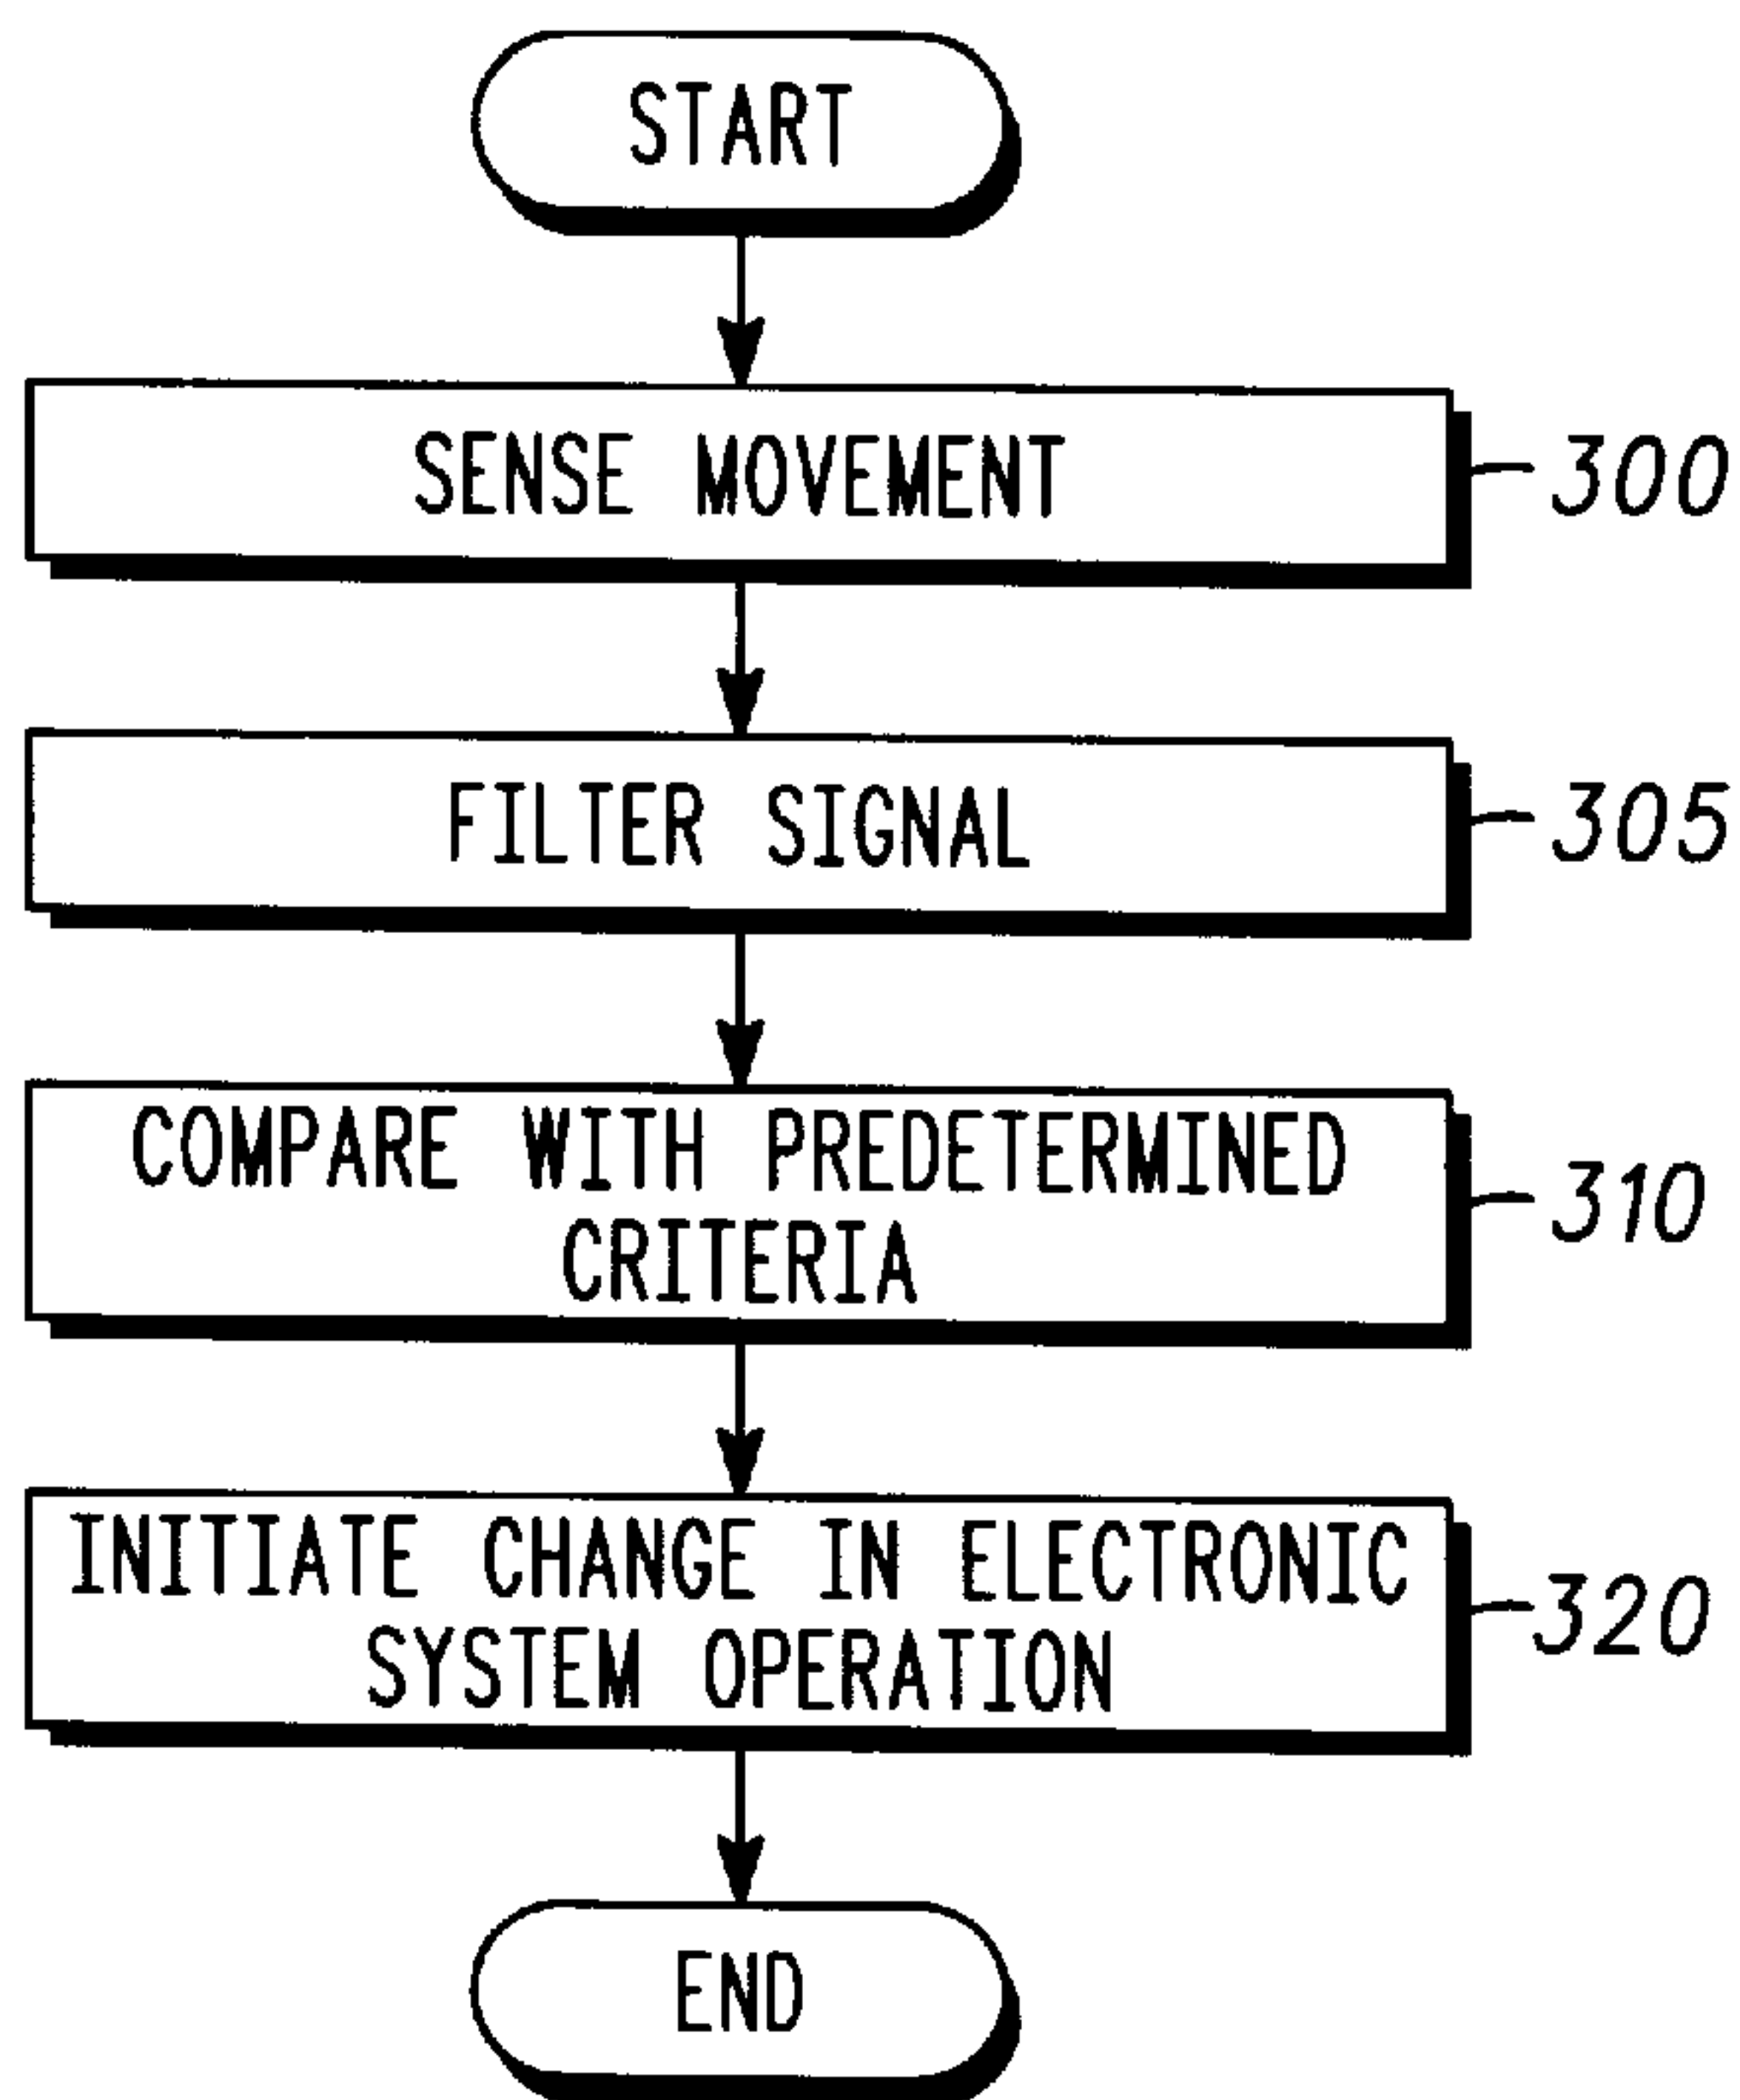 START
SENSE MOVEMENT
300
FILTER SIGNAL
305
COMPARE WITH PREDETERMINED
CRITERIA
310
INITIATE CHANGE IN ELECTRONIC
SYSTEM OPERATION
320
END